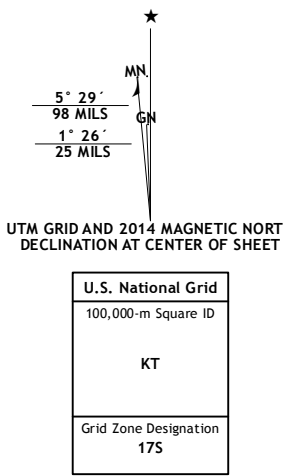 MN.
5° 29´
98 MILS
GN
1° 26´
25 MILS
UTM GRID AND 2014 MAGNETIC NORT
DECLINATION AT CENTER OF SHEET
U.S. National Grid
100,000-m Square ID
KT
Grid Zone Designation
17S